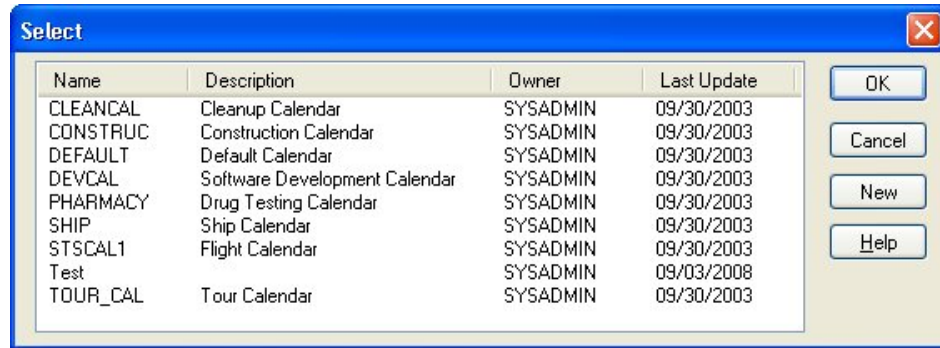 Select
Name Description Owner Last Update
CLEANCAL Cleanup Calendar SYSADMIN 09/30/2003
CONSTRUC Construction Calendar SYSADMIN 09/30/2003
DEFAULT Default Calendar SYSADMIN 09/30/2003
DEVCAL Software Development Calendar SYSADMIN 09/30/2003
PHARMACY Drug Testing Calendar SYSADMIN 09/30/2003
SHIP Ship Calendar SYSADMIN 09/30/2003
STSCAL1 Flight Calendar SYSADMIN 09/30/2003
Test SYSADMIN 09/03/2008
TOUR_CAL Tour Calendar SYSADMIN 09/30/2003
OK
Cancel
New
Help